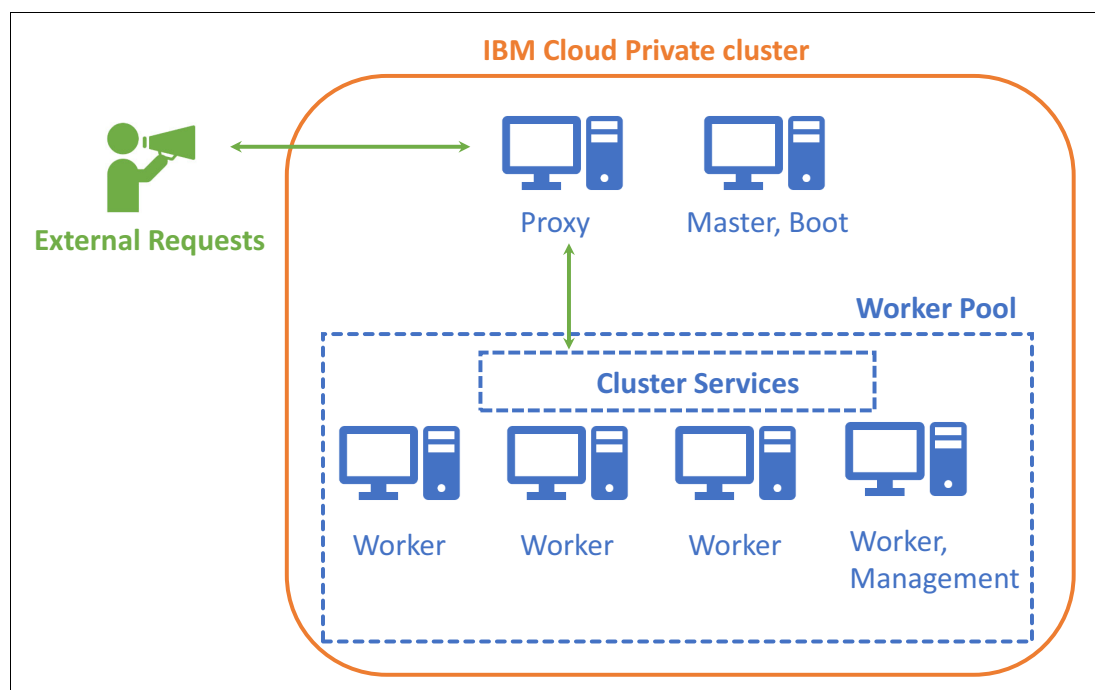 IBM Cloud Private cluster
External Requests
Proxy
Master, Boot
Worker Pool
Cluster Services
Worker
Worker
Worker
Worker,
Management